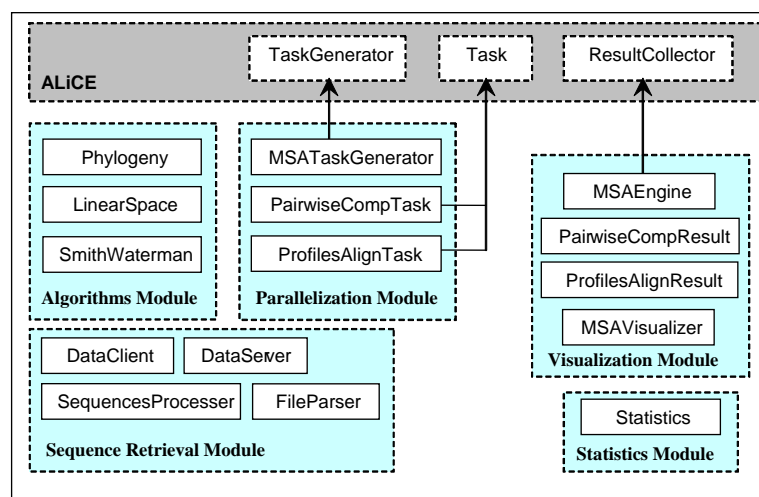 TaskGenerator
Task
ResultCollector
ALiCE
Phylogeny
LinearSpace
SmithWaterman
Algorithms Module
MSATaskGenerator
PairwiseCompTask
ProfilesAlignTask
Parallelization Module
MSAEngine
PairwiseCompResult
ProfilesAlignResult
MSAVisualizer
Visualization Module
DataClient
DataServer
SequencesProcesser
FileParser
Sequence Retrieval Module
Statistics
Statistics Module